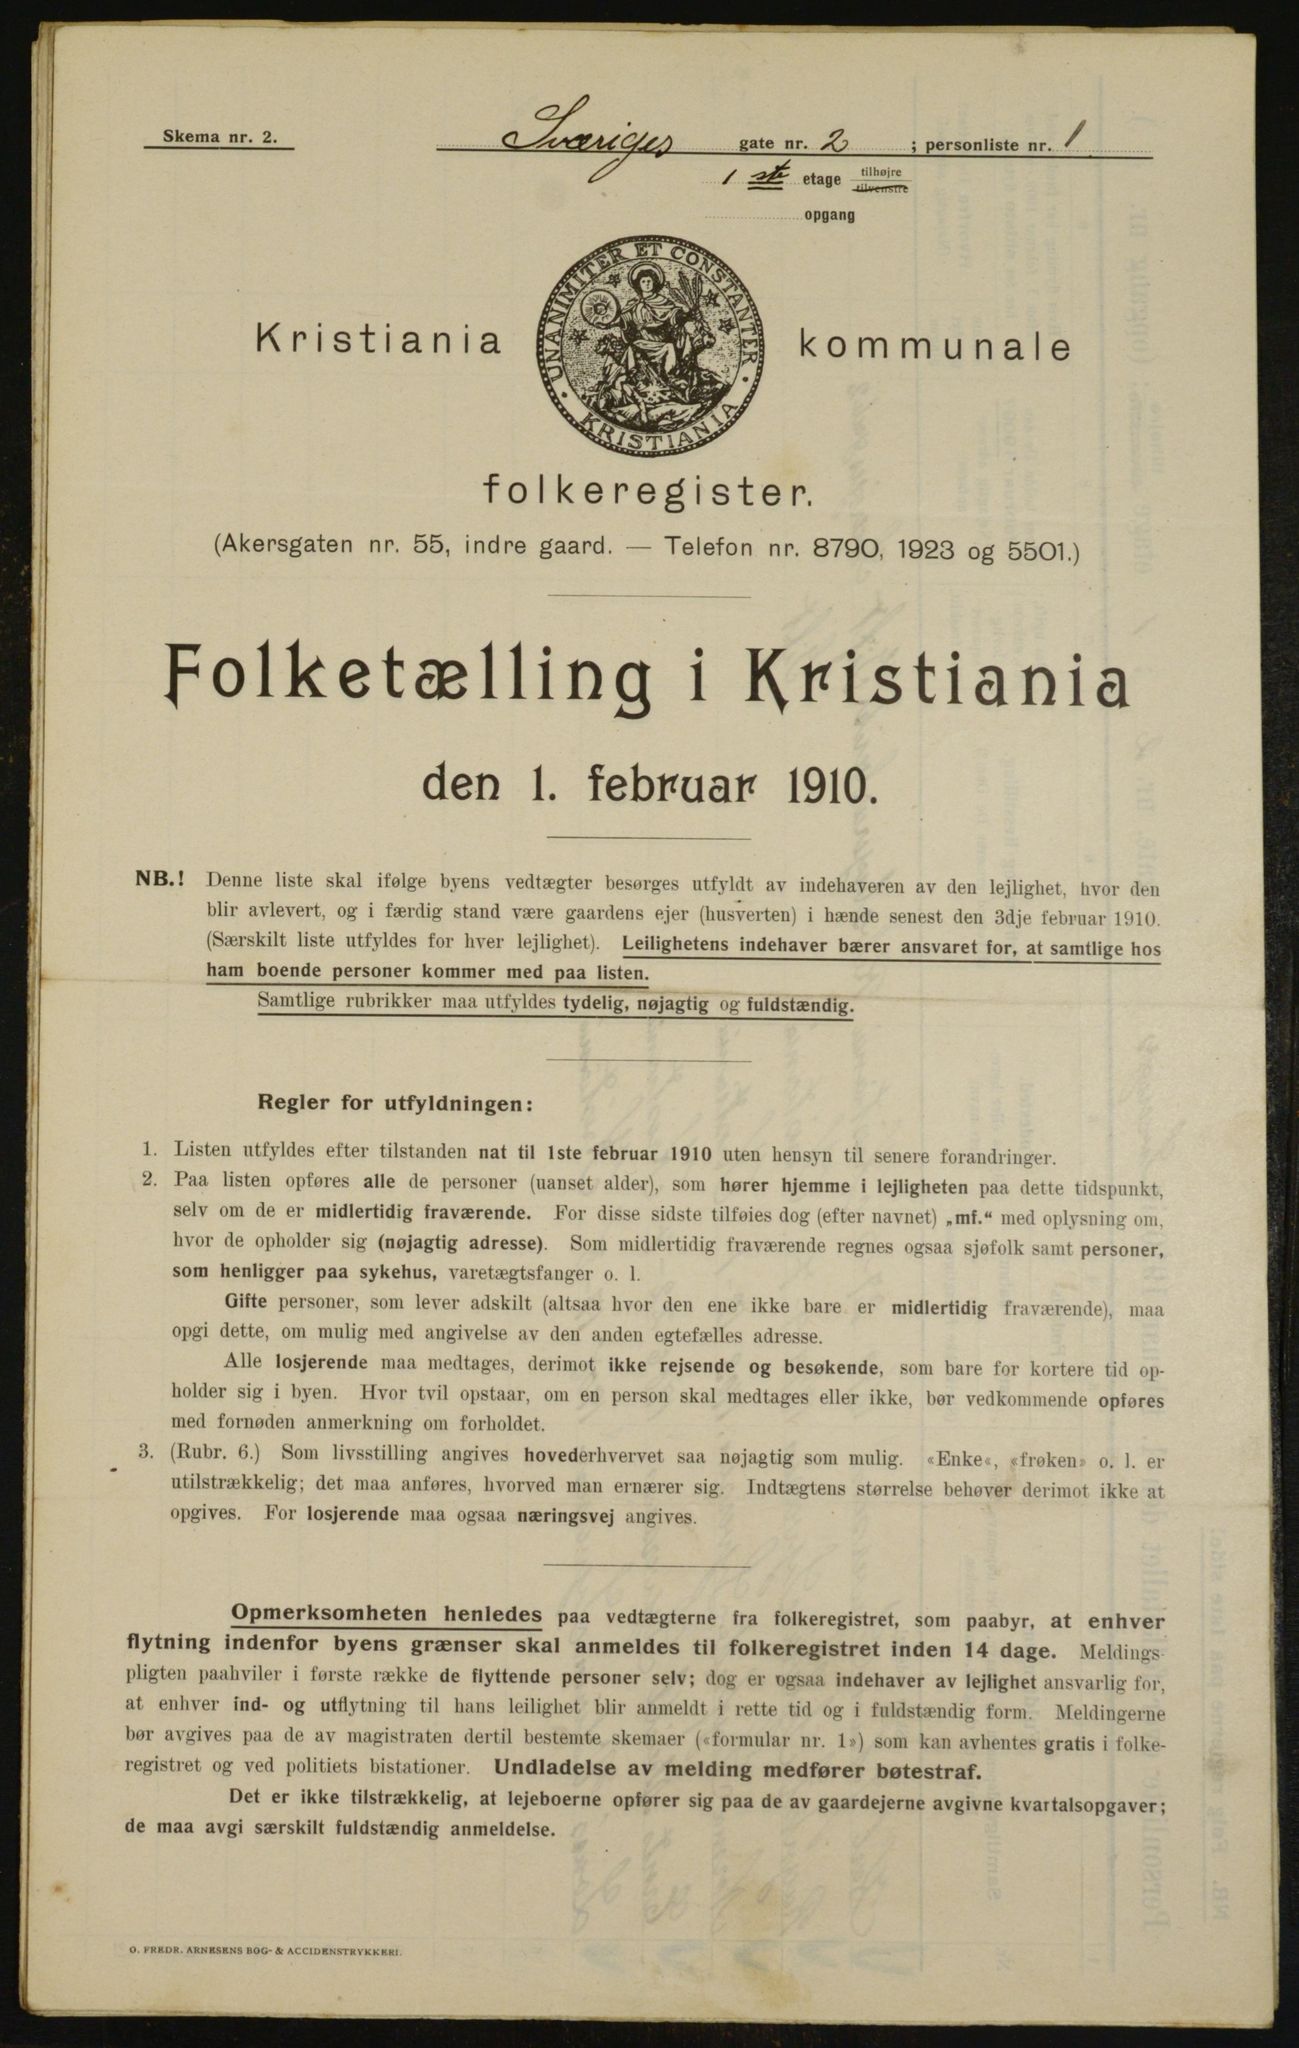 Skema nr. 2.
Sværiges gate nr. 2 ; personliste nr. 1
1 ste etage tilhøjre
tilvenstre
opgang
UNANIMITER ET CONSTANTER
KRISTIANIA
Kristiania kommunale
folkeregister.
(Akersgaten nr. 55, indre gaard. — Telefon nr. 8790, 1923 og 5501.)
Folketælling i Kristiania
den 1. februar 1910.
NB.! Denne liste skal ifølge byens vedtægter besørges utfyldt av indehaveren av den lejlighet, hvor den
blir avlevert, og i færdig stand være gaardens ejer (husverten) i hænde senest den 3dje februar 1910.
(Særskilt liste utfyldes for hver lejlighet). Leilighetens indehaver bærer ansvaret for, at samtlige hos
ham boende personer kommer med paa listen.
Samtlige rubrikker maa utfyldes tydelig, nøjagtig og fuldstændig.
Regler for utfyldningen:
1. Listen utfyldes efter tilstanden nat til 1ste februar 1910 uten hensyn til senere forandringer.
2. Paa listen opføres alle de personer (uanset alder), som hører hjemme i lejligheten paa dette tidspunkt,
selv om de er midlertidig fraværende. For disse sidste tilføies dog (efter navnet) „mf.“ med oplysning om,
hvor de opholder sig (nøjagtig adresse). Som midlertidig fraværende regnes ogsaa sjøfolk samt personer,
som henligger paa sykehus, varetægtsfanger o. l.
Gifte personer, som lever adskilt (altsaa hvor den ene ikke bare er midlertidig fraværende), maa
opgi dette, om mulig med angivelse av den anden egtefælles adresse.
Alle losjerende maa medtages, derimot ikke rejsende og besøkende, som bare for kortere tid op-
holder sig i byen. Hvor tvil opstaar, om en person skal medtages eller ikke, bør vedkommende opføres
med fornøden anmerkning om forholdet.
3. (Rubr. 6.) Som livsstilling angives hovederhvervet saa nøjagtig som mulig. «Enke«, «frøken» o. l. er
utilstrækkelig; det maa anføres, hvorved man ernærer sig. Indtægtens størrelse behøver derimot ikke at
opgives. For losjerende maa ogsaa næringsvej angives.
Opmerksomheten henledes paa vedtægterne fra folkeregistret, som paabyr, at enhver
flytning indenfor byens grænser skal anmeldes til folkeregistret inden 14 dage. Meldings-
pligten paahviler i første række de flyttende personer selv; dog er ogsaa indehaver av lejlighet ansvarlig for,
at enhver ind- og utflytning til hans leilighet blir anmeldt i rette tid og i fuldstændig form. Meldingerne
bør avgives paa de av magistraten dertil bestemte skemaer («formular nr. 1») som kan avhentes gratis i folke-
registret og ved politiets bistationer. Undladelse av melding medfører bøtestraf.
Det er ikke tilstrækkelig, at lejeboerne opfører sig paa de av gaardejerne avgivne kvartalsopgaver;
de maa avgi særskilt fuldstændig anmeldelse.
O. FREDR. ARNESENS BOG- & ACCIDENSTRYKKERI.